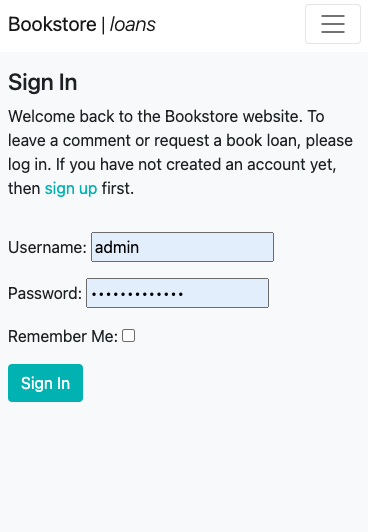 Bookstore | loans
Sign In
Welcome back to the Bookstore website. To
leave a comment or request a book loan, please
log in. If you have not created an account yet,
then sign up first.
Username: admin
Password: •••••••••••••
Remember Me:
Sign In